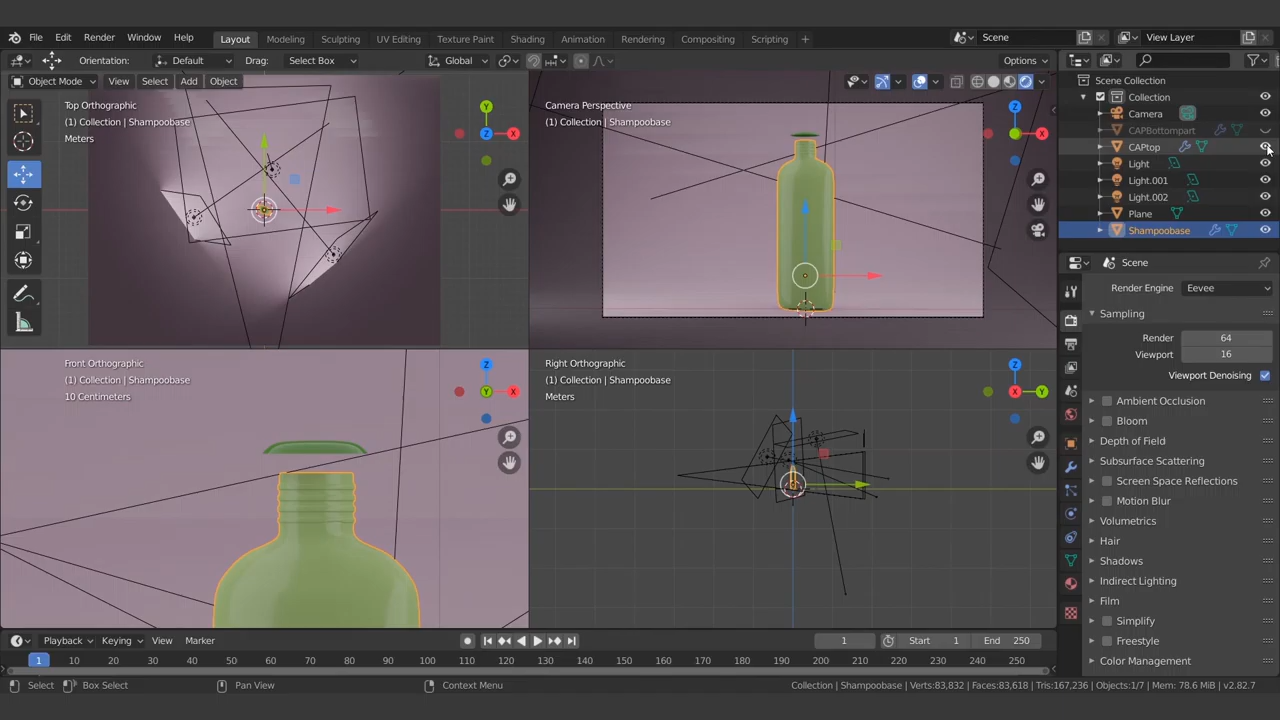 File Edit Render Window Help Layout Modeling Sculpting UV Editing Texture Paint Shading Animation Rendering Compositing Scripting + Scene View Layer
Orientation: Default Drag: Select Box Global Options
Object Mode View Select Add Object
Scene Collection
Collection
Camera
CAPBottompart
CAPtop
Light
Light.001
Light.002
Plane
Shampoobase
Top Orthographic
(1) Collection | Shampoobase
Meters
Camera Perspective
(1) Collection | Shampoobase
Front Orthographic
(1) Collection | Shampoobase
10 Centimeters
Right Orthographic
(1) Collection | Shampoobase
Meters
Y
X
Z
Z
X
Y
Z
X
Y
Z
X
Y
Scene
Render Engine Eevee
Sampling
Render 64
Viewport 16
Viewport Denoising
Ambient Occlusion
Bloom
Depth of Field
Subsurface Scattering
Screen Space Reflections
Motion Blur
Volumetrics
Hair
Shadows
Indirect Lighting
Film
Simplify
Freestyle
Color Management
Playback Keying View Marker 1 Start 1 End 250
1 10 20 30 40 50 60 70 80 90 100 110 120 130 140 150 160 170 180 190 200 210 220 230 240 250
Select Box Select Pan View Context Menu Collection | Shampoobase | Verts:83,832 | Faces:83,618 | Tris:167,236 | Objects:1/7 | Mem: 78.6 MiB | v2.82.7